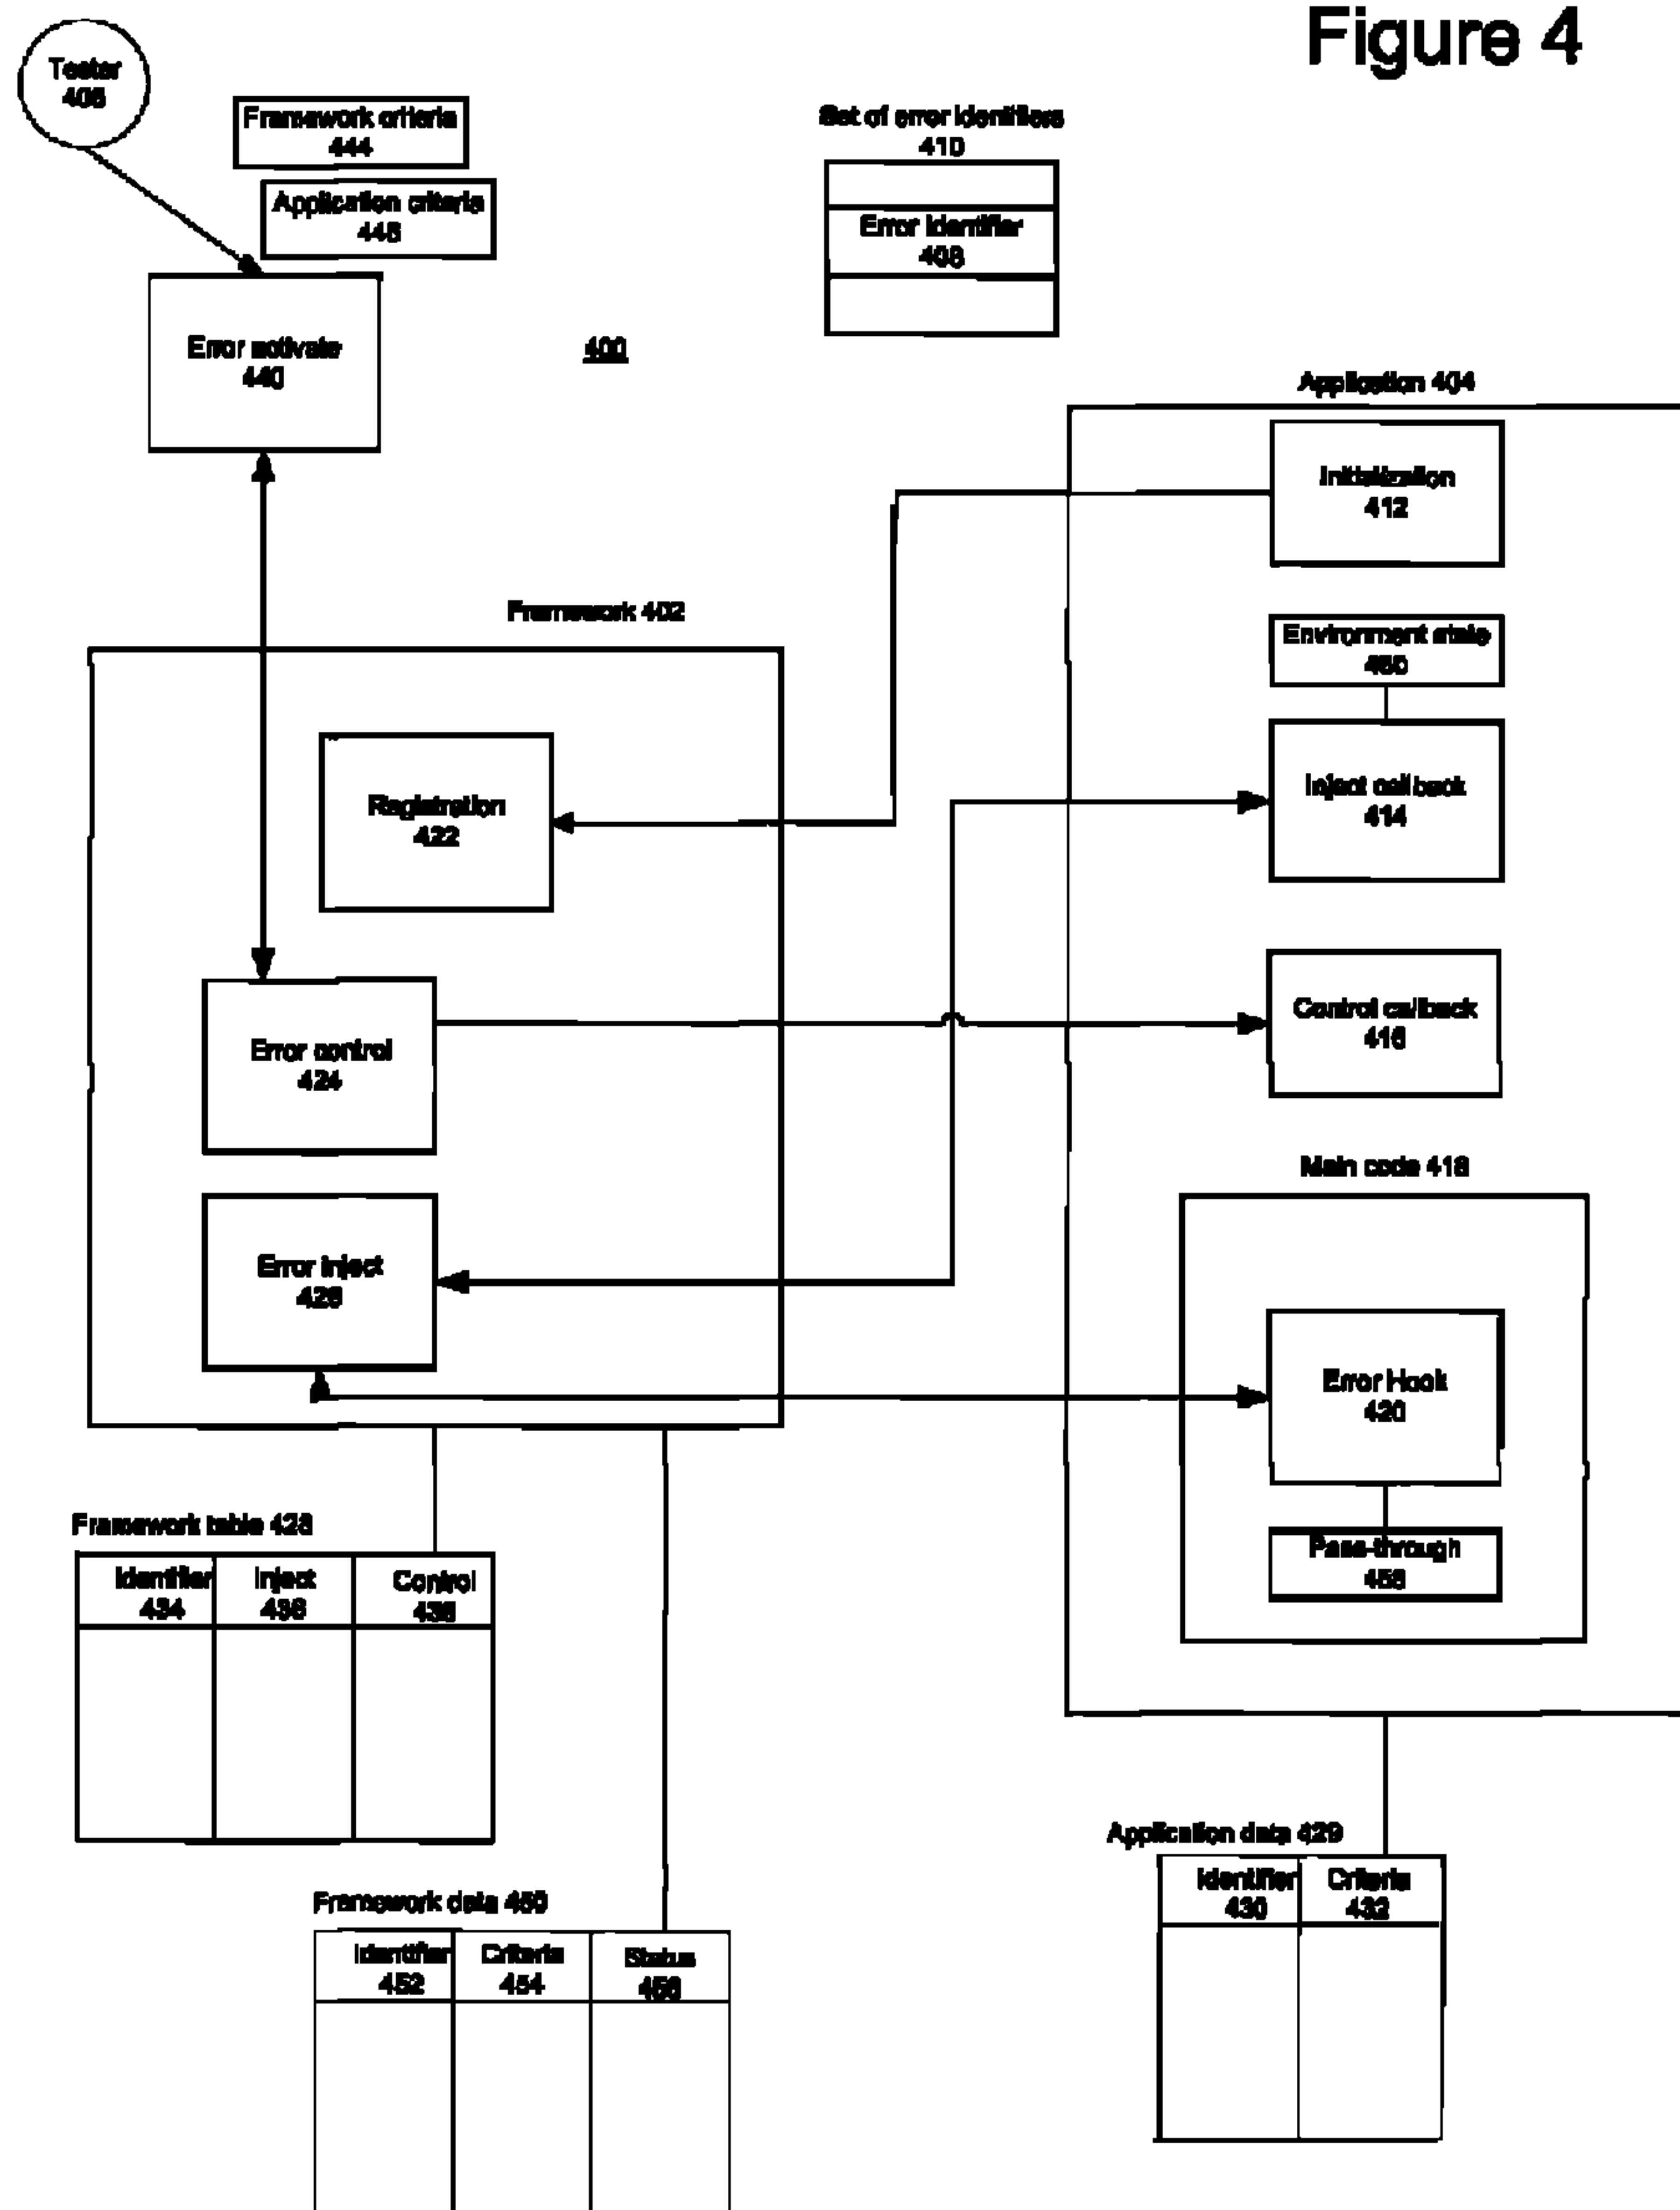 Figure 4
Tester
406
Framework criteria
444
Application criteria
446
Set of error identifiers
410
Error identifier
408
Error activate
440
400
Application 404
Initialization
412
Framework 402
Environment state
460
Inject callback
414
Registration
422
Control callback
416
Error control
424
Main code 418
Error inject
426
Error Hook
420
Pass-through
458
Framework table 428
Identifier
434
Inject
436
Control
438
Application data 429
Identifier
430
Criteria
432
Framework data 450
Identifier
452
Criteria
454
Status
456